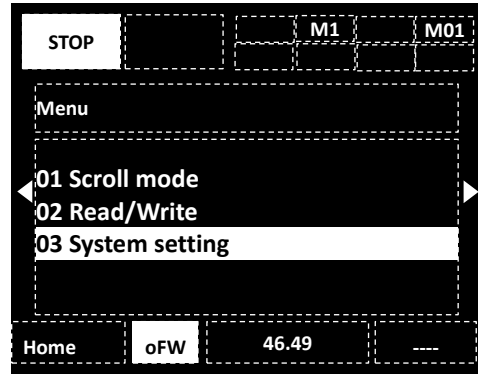 STOP M1 M01
Menu
01 Scroll mode
02 Read/Write
03 System setting
Home oFW 46.49 ----